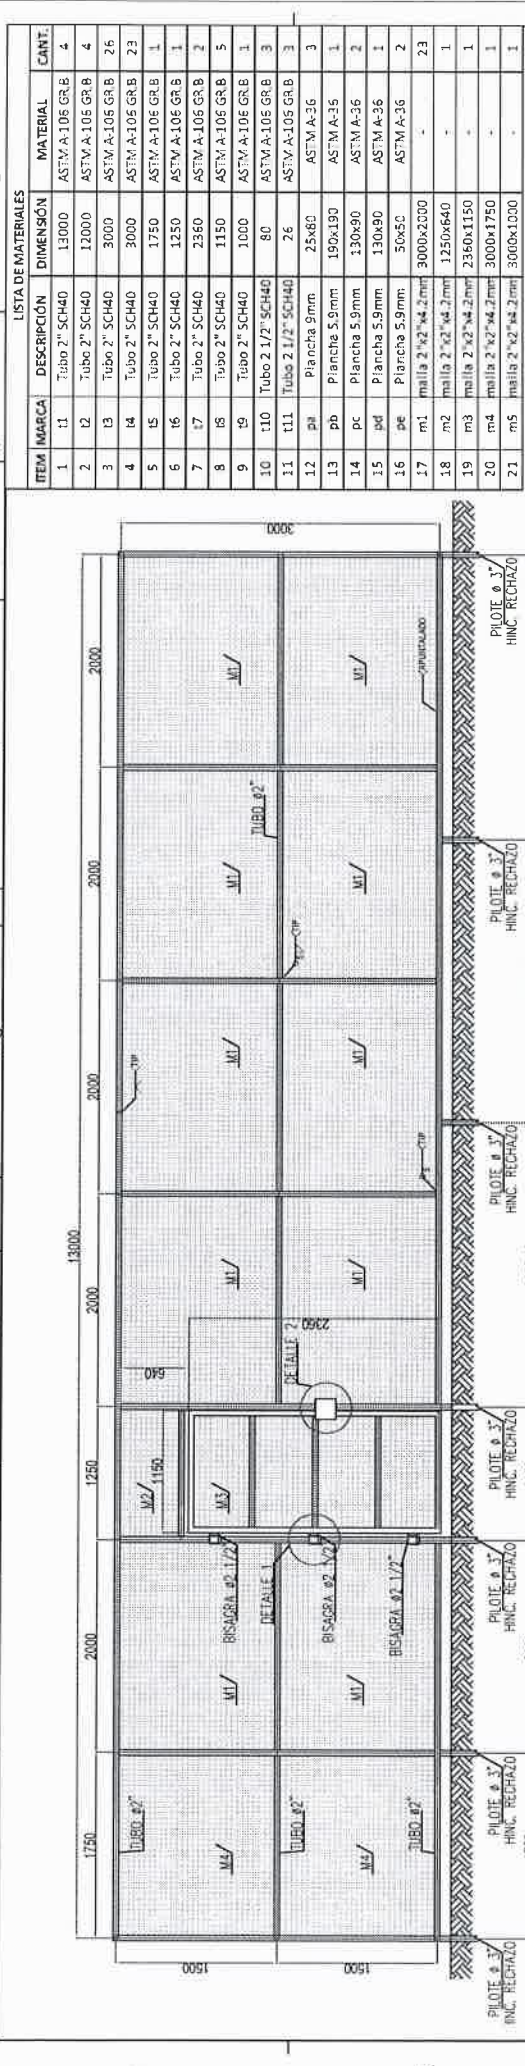 LISTA DE MATERIALES
ITEM MARCA DESCRIPCIÓN DIMENSIÓN MATERIAL CANT.
1 t1 Tubo 2" SCH40 13000 ASTM A-106 GR.B 4
2 t2 Tubo 2" SCH40 12000 ASTM A-106 GR.B 4
3 t3 Tubo 2" SCH40 3000 ASTM A-106 GR.B 26
4 t4 Tubo 2" SCH40 3000 ASTM A-106 GR.B 23
5 t5 Tubo 2" SCH40 1750 ASTM A-106 GR.B 1
6 t6 Tubo 2" SCH40 1250 ASTM A-106 GR.B 1
7 t7 Tubo 2" SCH40 2360 ASTM A-106 GR.B 2
8 t8 Tubo 2" SCH40 1150 ASTM A-106 GR.B 5
9 t9 Tubo 2" SCH40 1000 ASTM A-106 GR.B 1
10 t10 Tubo 2 1/2" SCH40 80 ASTM A-106 GR.B 3
11 t11 Tubo 2 1/2" SCH40 26 ASTM A-106 GR.B 3
12 pa Plancha 9mm 25x80 ASTM A-36 3
13 pb Plancha 5.9mm 190x190 ASTM A-36 1
14 pc Plancha 5.9mm 130x90 ASTM A-36 2
15 pd Plancha 5.9mm 130x90 ASTM A-36 1
16 pe Plancha 5.9mm 50x50 ASTM A-36 2
17 m1 malla 2"x2"x4.2mm 3000x2000 - 23
18 m2 malla 2"x2"x4.2mm 1250x640 - 1
19 m3 malla 2"x2"x4.2mm 2360x1150 - 1
20 m4 malla 2"x2"x4.2mm 3000x1750 - 1
21 m5 malla 2"x2"x4.2mm 3000x1000 - 1
13000
1750 2000 1250 2000 2000 2000 2000
1500
1500
3000
640
1150
2360
TUBO ø2"
M4
M1
M2
M3
M1
M1
M1
M1
TUBO ø2"
TIP
TIP
BISAGRA ø2 1/2"
DETALLE 1
DETALLE 2
TUBO ø2"
M4
M1
BISAGRA ø2 1/2"
M1
M1
M1
M1
TUBO ø2"
BISAGRA ø2 1/2"
TIP
APUNTALADO
PILOTE ø 3"
HINC. RECHAZO
PILOTE ø 3"
HINC. RECHAZO
PILOTE ø 3"
HINC. RECHAZO
PILOTE ø 3"
HINC. RECHAZO
PILOTE ø 3"
HINC. RECHAZO
PILOTE ø 3"
HINC. RECHAZO
PILOTE ø 3"
HINC. RECHAZO